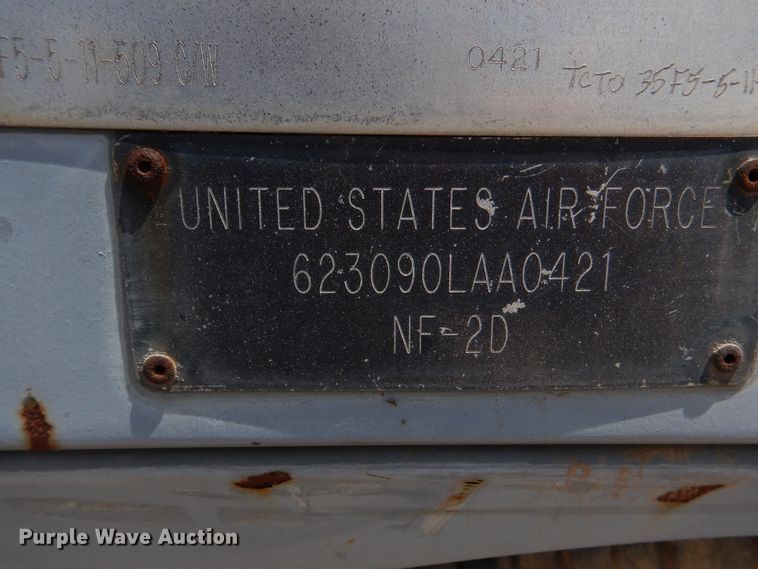 F5-5-11-509 C/W
0421 TCTO 35F5-5-11-
UNITED STATES AIR FORCE
623090LAA0421
NF-2D
Purple Wave Auction